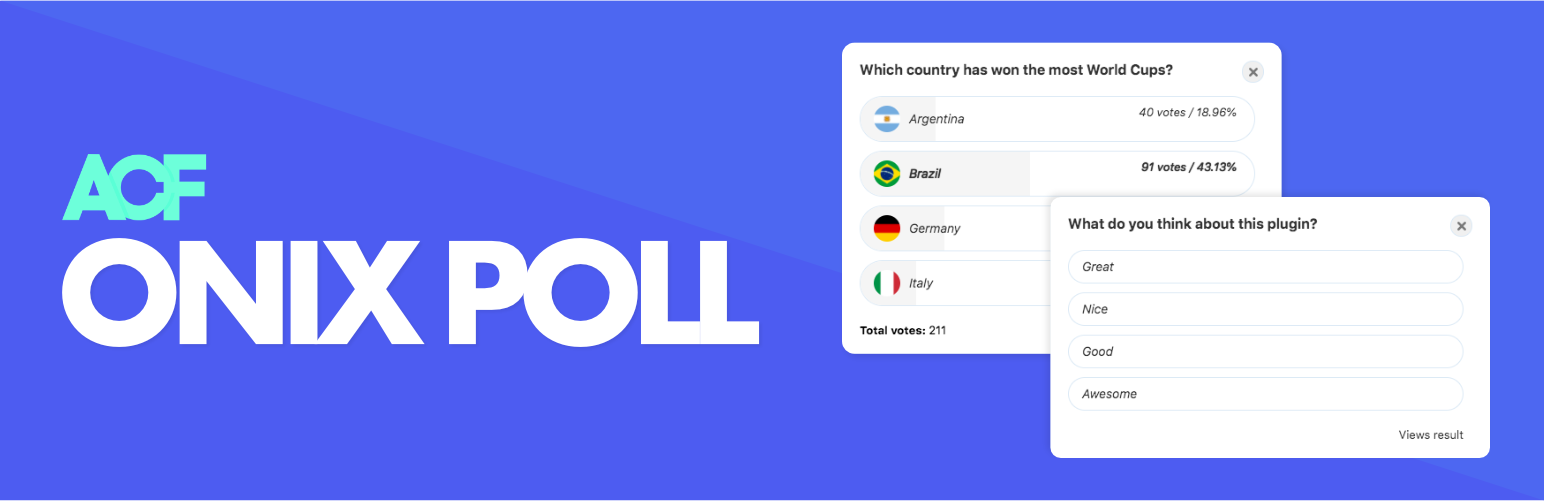 ACF
ONIX POLL
Which country has won the most World Cups?
Argentina
40 votes / 18.96%
Brazil
91 votes / 43.13%
Germany
Italy
Total votes: 211
What do you think about this plugin?
Great
Nice
Good
Awesome
Views result